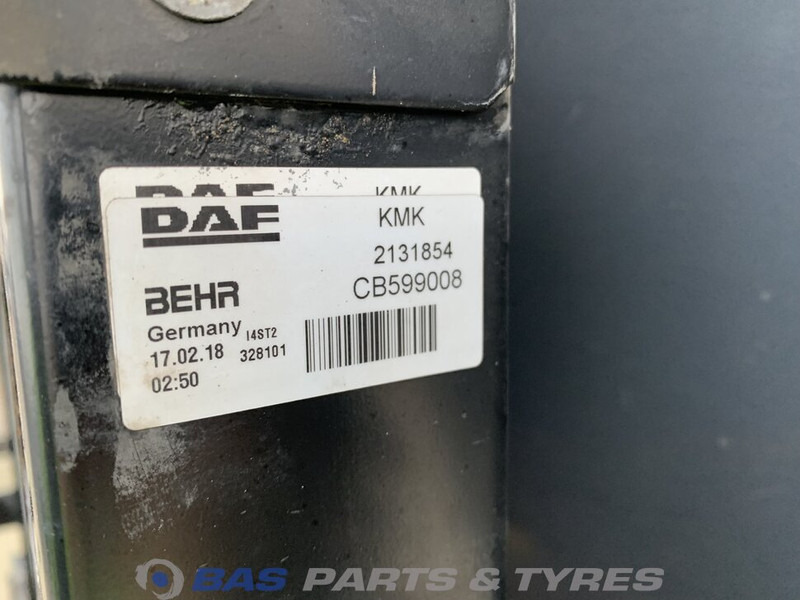 DAF KMK
DAF KMK
2131854
BEHR CB599008
Germany I4ST2
17.02.18 328101
02:50
BAS PARTS & TYRES